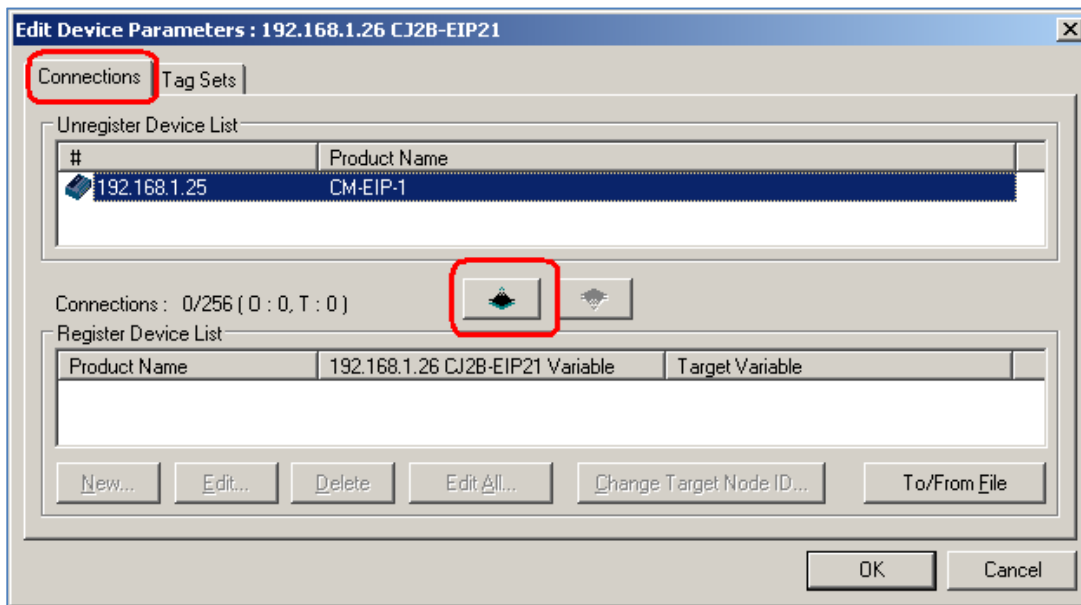 Edit Device Parameters : 192.168.1.26 CJ2B-EIP21
Connections Tag Sets
Unregister Device List
# Product Name
192.168.1.25 CM-EIP-1
Connections : 0/256 ( O : 0, T : 0 )
Register Device List
Product Name 192.168.1.26 CJ2B-EIP21 Variable Target Variable
New... Edit... Delete Edit All... Change Target Node ID... To/From File
OK Cancel